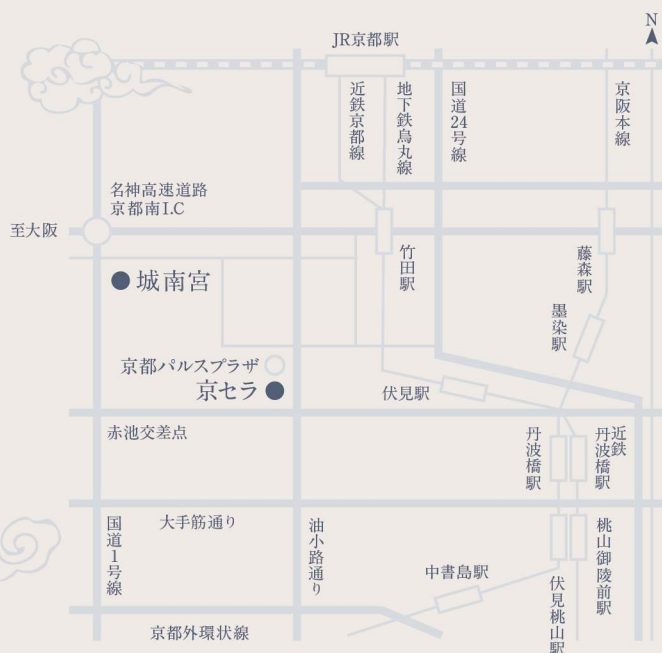 N
JR京都駅
近鉄京都線
地下鉄烏丸線
国道24号線
京阪本線
名神高速道路
京都南I.C
至大阪
竹田駅
藤森駅
城南宮
墨染駅
京都パルスプラザ
京セラ
伏見駅
赤池交差点
丹波橋駅
近鉄
丹波橋駅
国道1号線
大手筋通り
油小路通り
桃山御陵前駅
中書島駅
伏見桃山駅
京都外環状線